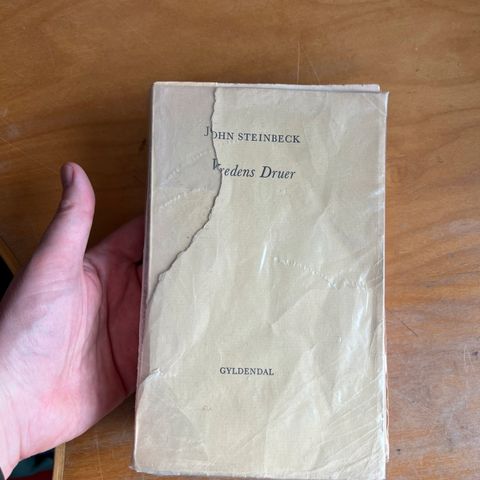 JOHN STEINBECK
Vredens Druer
GYLDENDAL